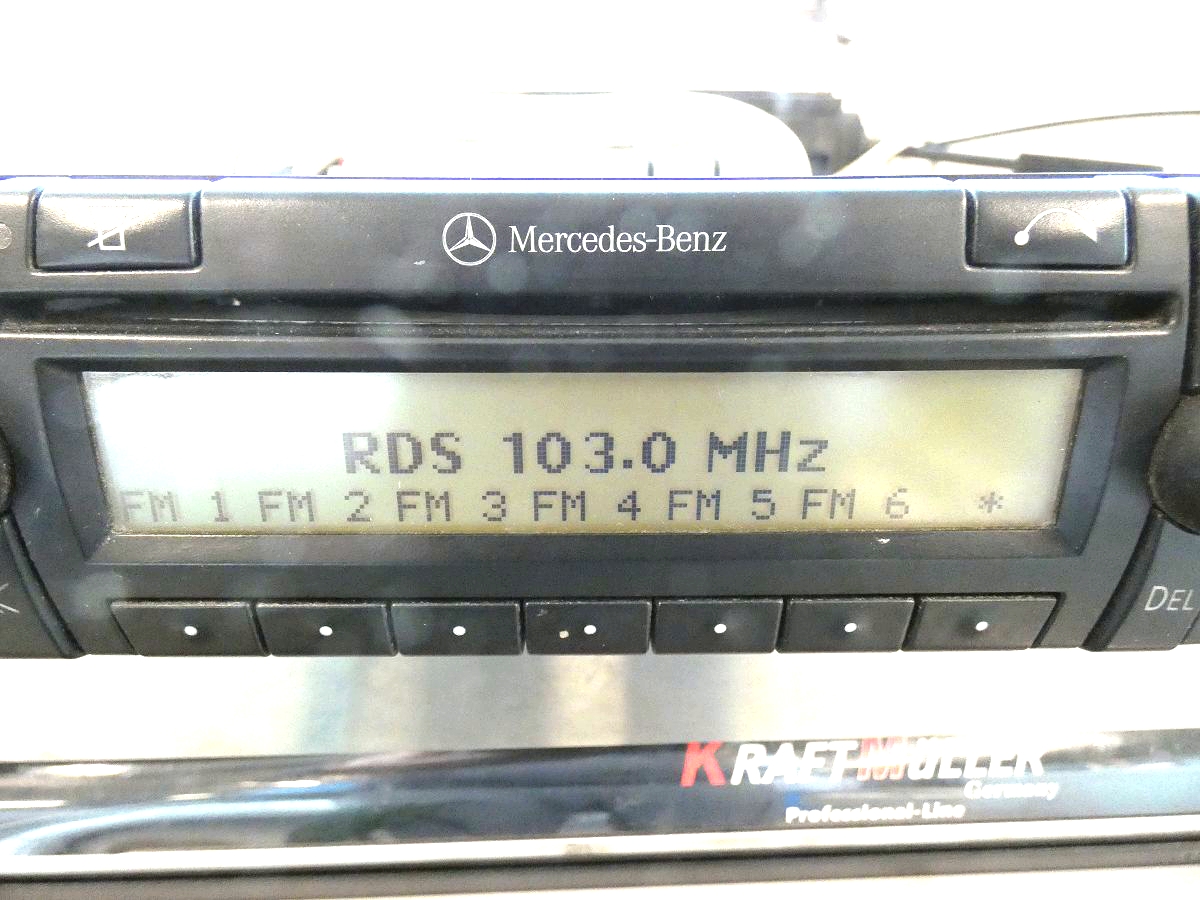 Mercedes-Benz
RDS 103.0 MHz
FM 1 FM 2 FM 3 FM 4 FM 5 FM 6 *
DEL
KRAFTMÜLLER
Germany
Professional-Line